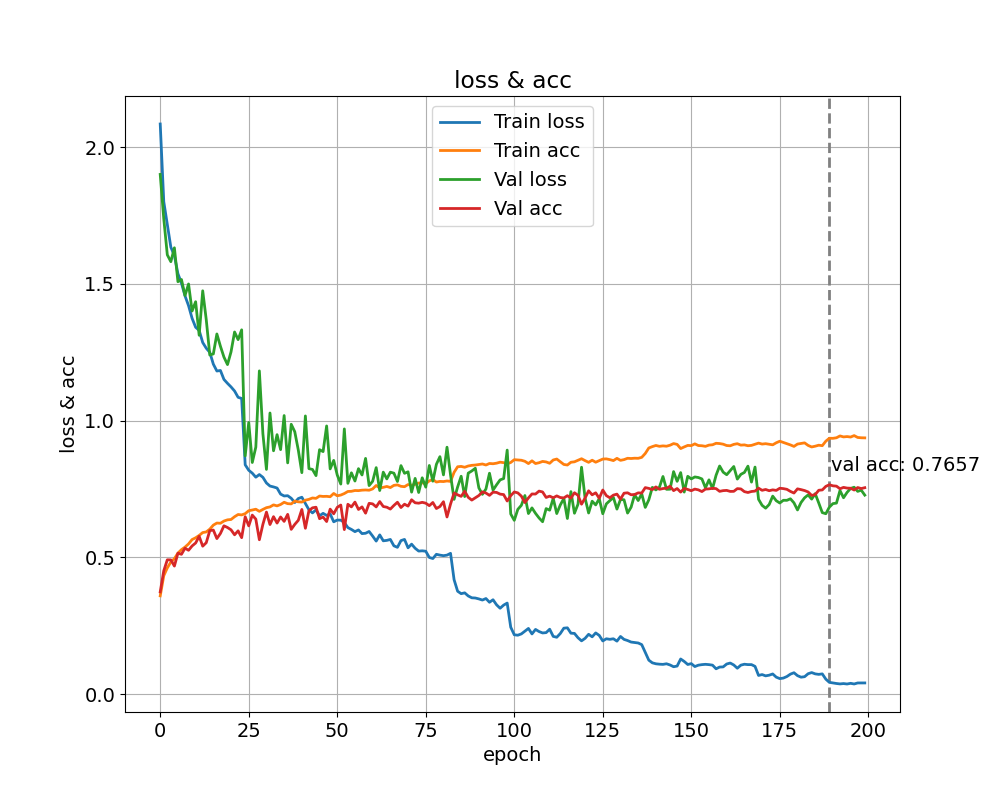 loss & acc
Train loss
Train acc
Val loss
Val acc
2.0
1.5
1.0
0.5
0.0
loss & acc
val acc: 0.7657
0 25 50 75 100 125 150 175 200
epoch